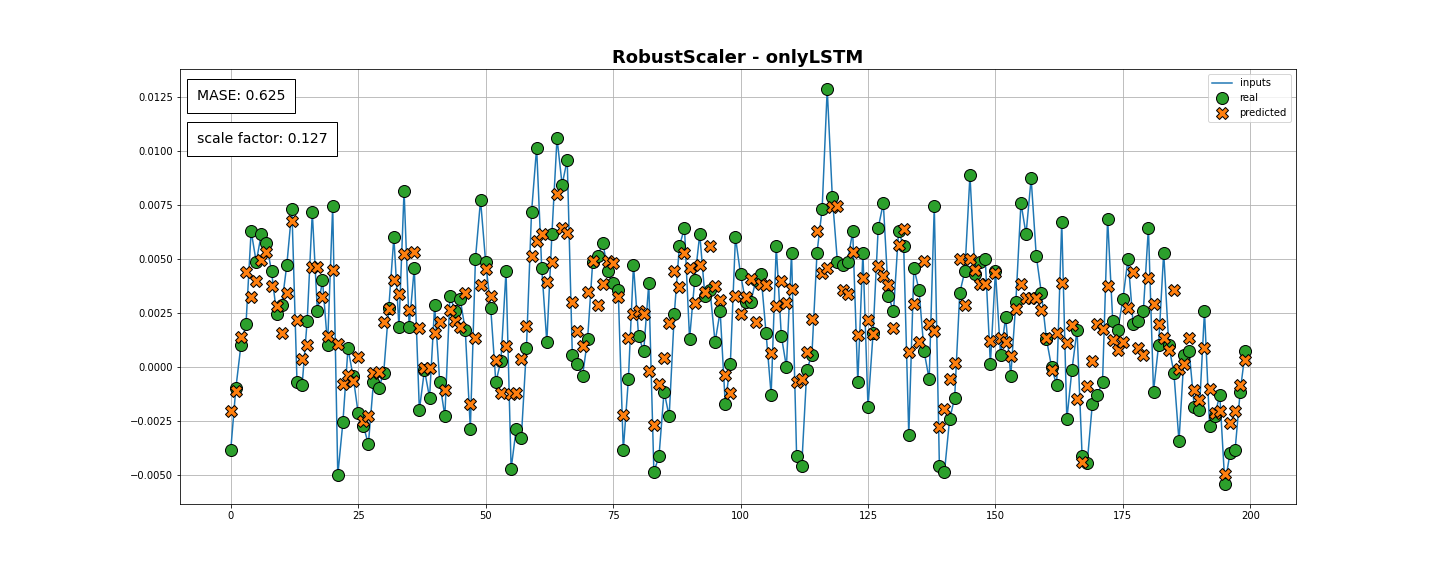 RobustScaler - onlyLSTM
MASE: 0.625
scale factor: 0.127
inputs
real
predicted
0.0125
0.0100
0.0075
0.0050
0.0025
0.0000
−0.0025
−0.0050
0 25 50 75 100 125 150 175 200